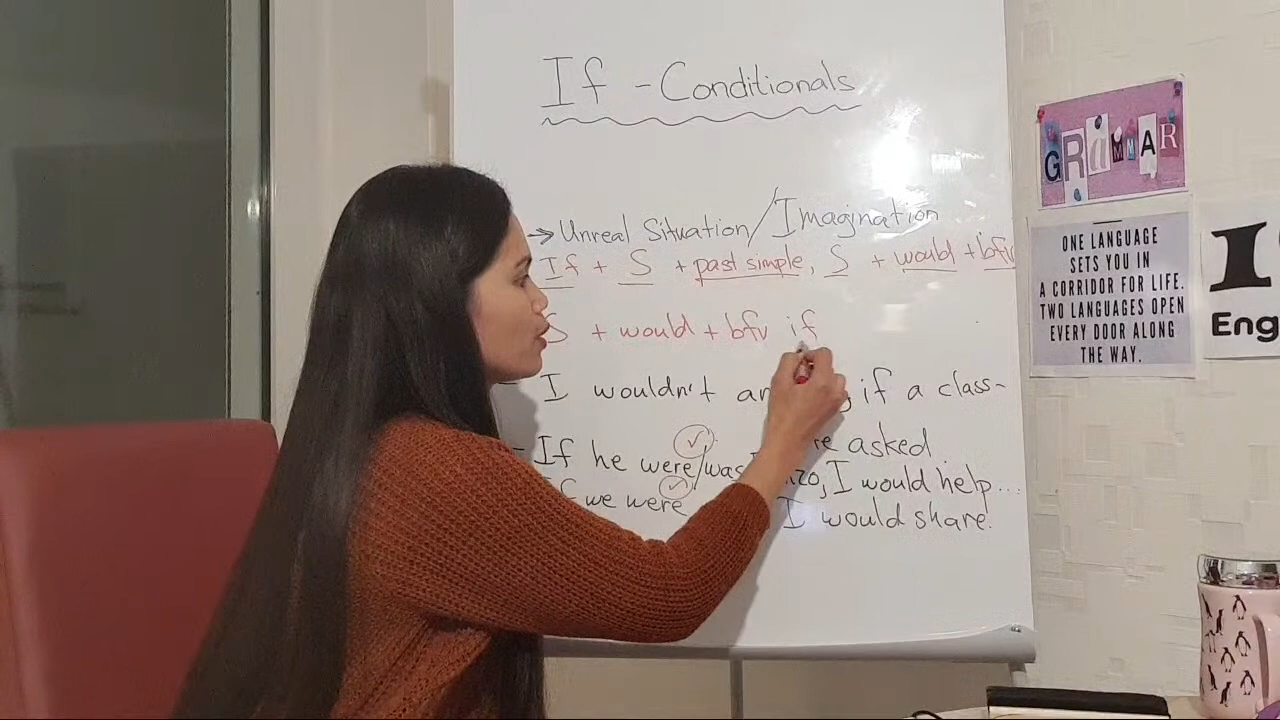 If - Conditionals
→ Unreal Situation/Imagination
If + S + past simple, S + would + bfv
S + would + bfv if
- I wouldn't if a class-
- If he were/was asked
we were I would help...
I would share.
GRAMMAR
ONE LANGUAGE
SETS YOU IN
A CORRIDOR FOR LIFE.
TWO LANGUAGES OPEN
EVERY DOOR ALONG
THE WAY.
I
Eng